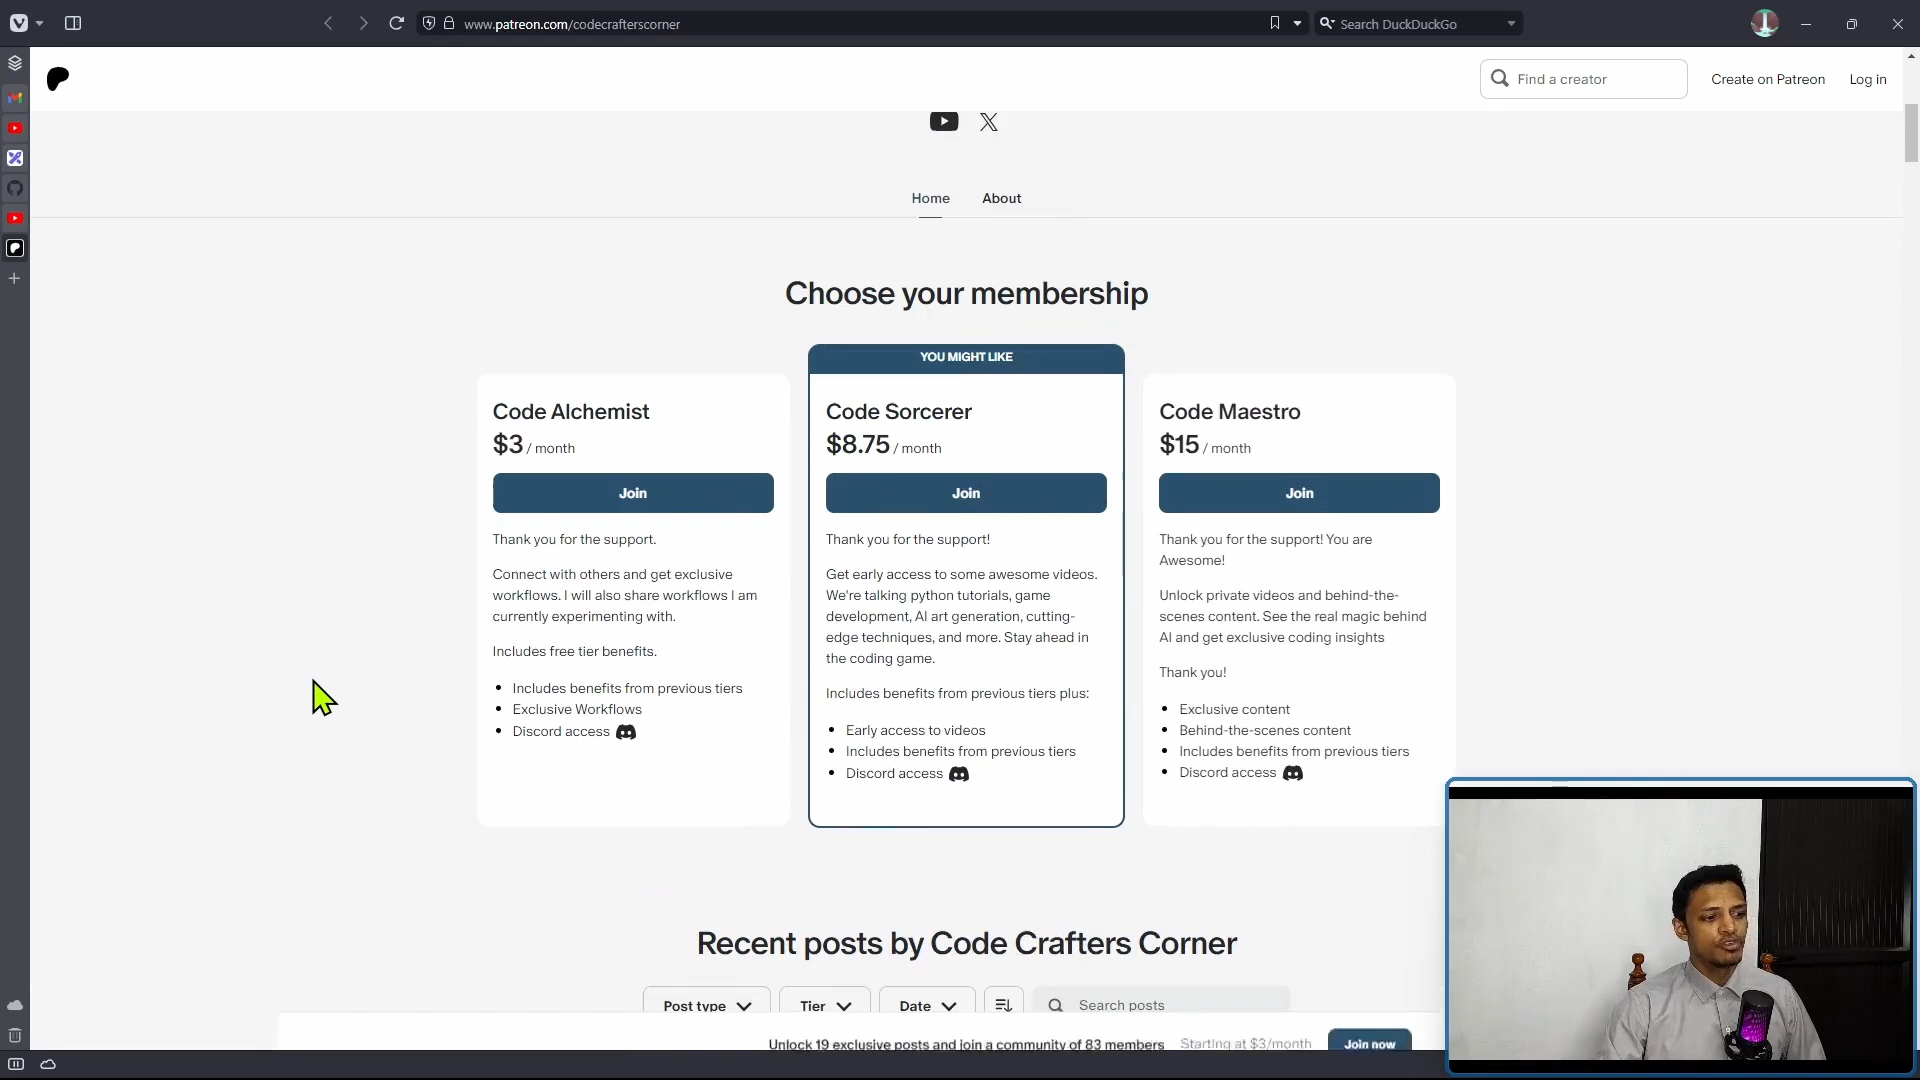 www.patreon.com/codecrafterscorner
Search DuckDuckGo
Find a creator
Create on Patreon
Log in
Home
About
Choose your membership
YOU MIGHT LIKE
Code Alchemist
$3 / month
Join
Thank you for the support.
Connect with others and get exclusive
workflows. I will also share workflows I am
currently experimenting with.
Includes free tier benefits.
• Includes benefits from previous tiers
• Exclusive Workflows
• Discord access
Code Sorcerer
$8.75 / month
Join
Thank you for the support!
Get early access to some awesome videos.
We're talking python tutorials, game
development, AI art generation, cutting-
edge techniques, and more. Stay ahead in
the coding game.
Includes benefits from previous tiers plus:
• Early access to videos
• Includes benefits from previous tiers
• Discord access
Code Maestro
$15 / month
Join
Thank you for the support! You are
Awesome!
Unlock private videos and behind-the-
scenes content. See the real magic behind
AI and get exclusive coding insights
Thank you!
• Exclusive content
• Behind-the-scenes content
• Includes benefits from previous tiers
• Discord access
Recent posts by Code Crafters Corner
Post type
Tier
Date
Search posts
Unlock 19 exclusive posts and join a community of 83 members
Starting at $3/month
Join now